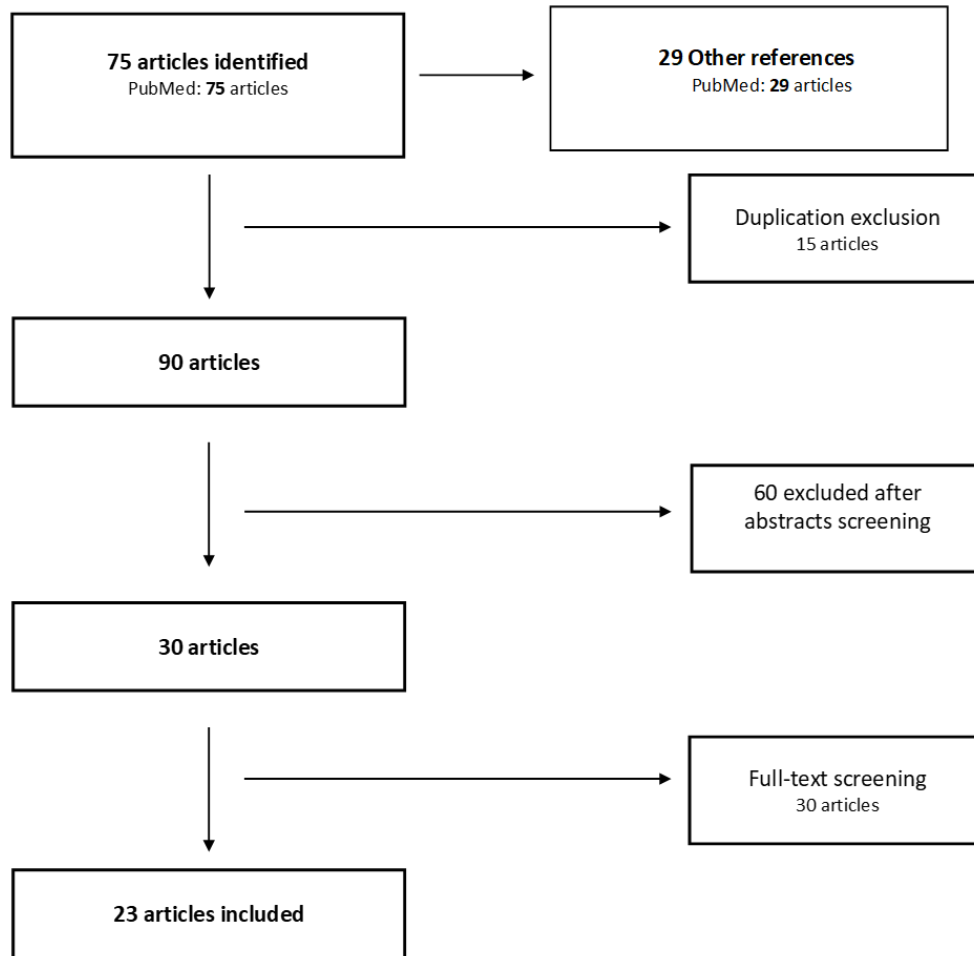 75 articles identified
PubMed: 75 articles
29 Other references
PubMed: 29 articles
Duplication exclusion
15 articles
90 articles
60 excluded after
abstracts screening
30 articles
Full-text screening
30 articles
23 articles included